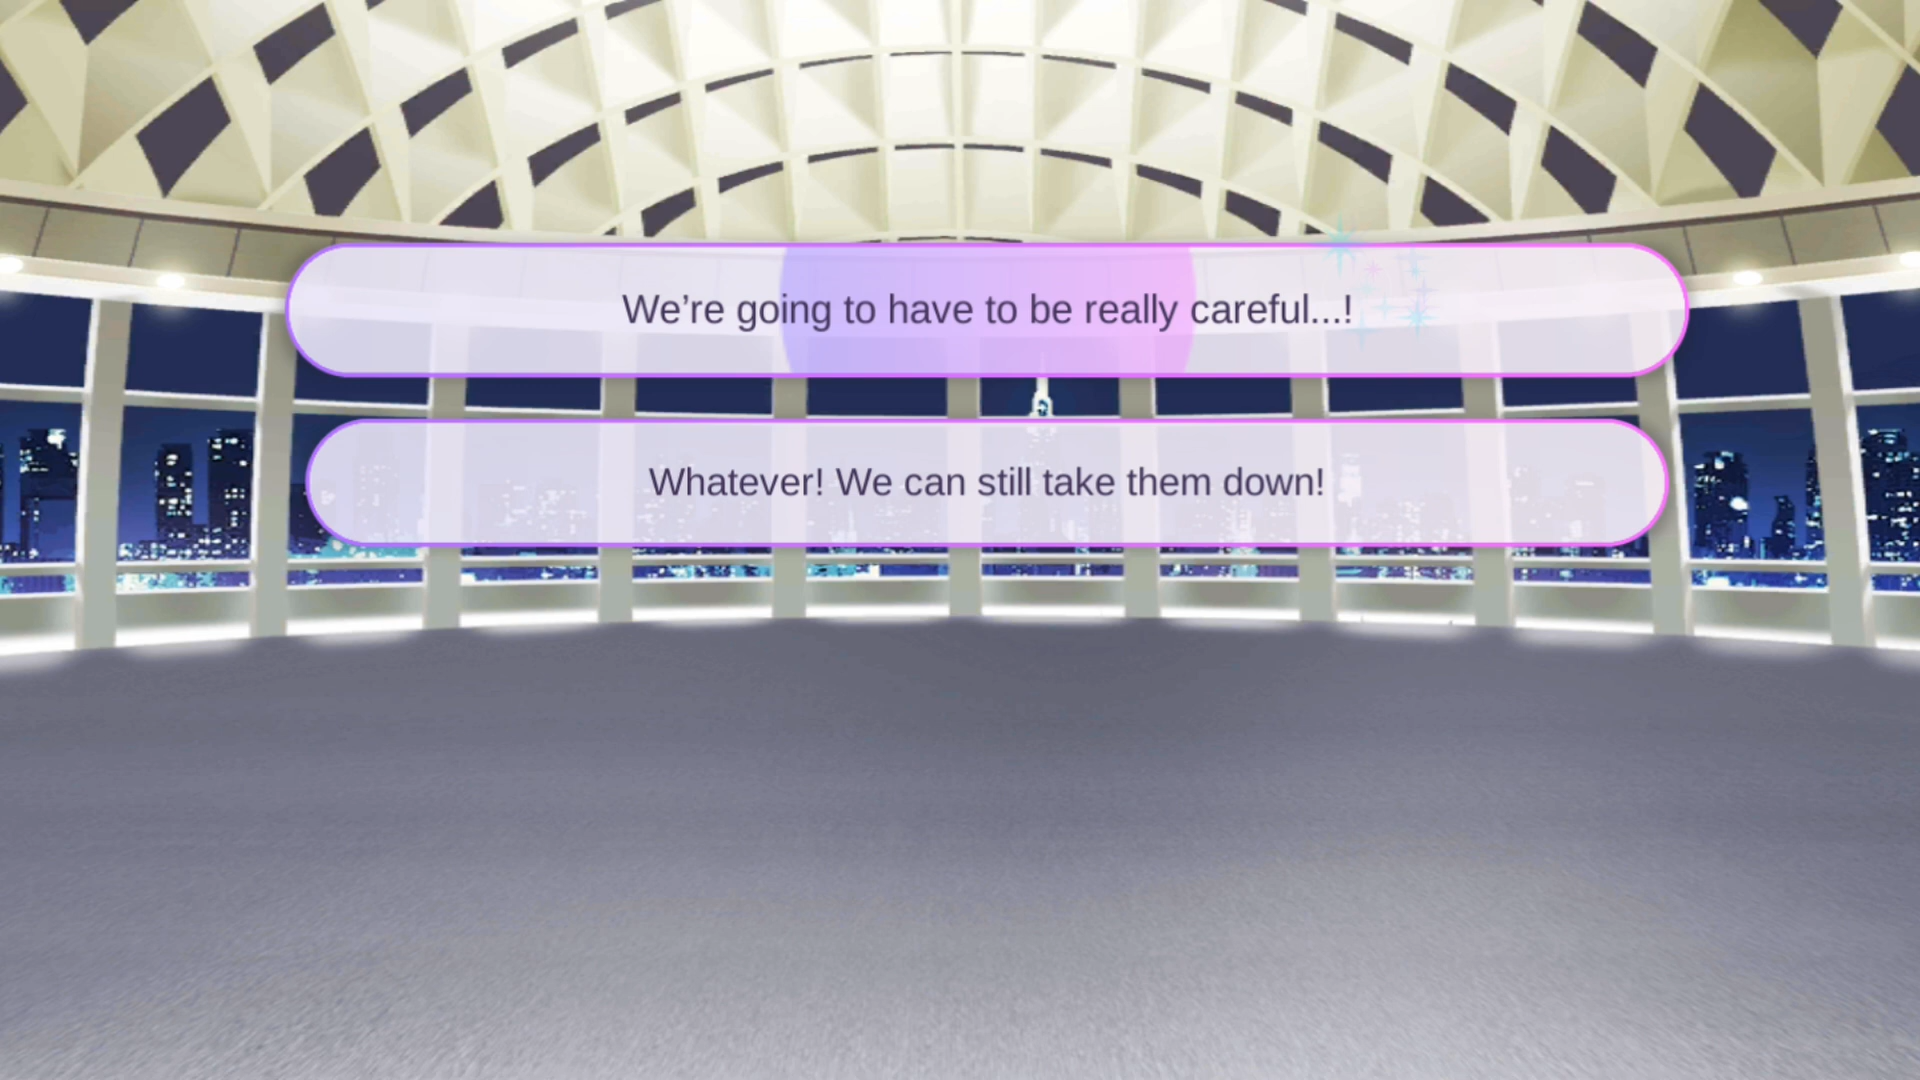 We’re going to have to be really careful...!
Whatever! We can still take them down!